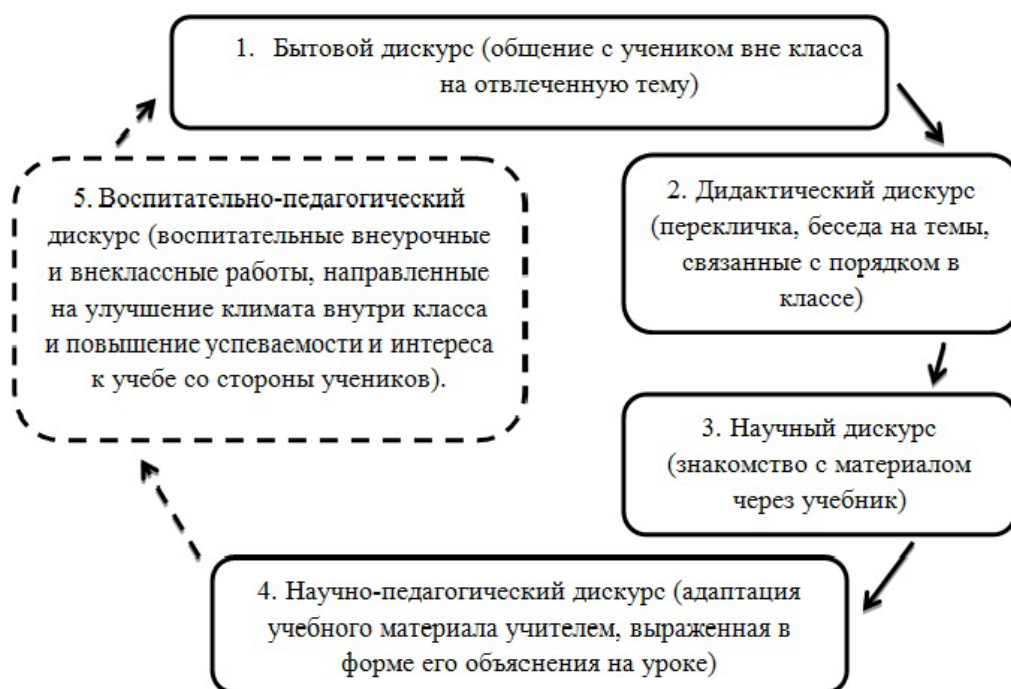 1. Бытовой дискурс (общение с учеником вне класса
на отвлеченную тему)
2. Дидактический дискурс
(перекличка, беседа на темы,
связанные с порядком в
классе)
3. Научный дискурс
(знакомство с материалом
через учебник)
4. Научно-педагогический дискурс (адаптация
учебного материала учителем, выраженная в
форме его объяснения на уроке)
5. Воспитательно-педагогический
дискурс (воспитательные внеурочные
и внеклассные работы, направленные
на улучшение климата внутри класса
и повышение успеваемости и интереса
к учебе со стороны учеников).